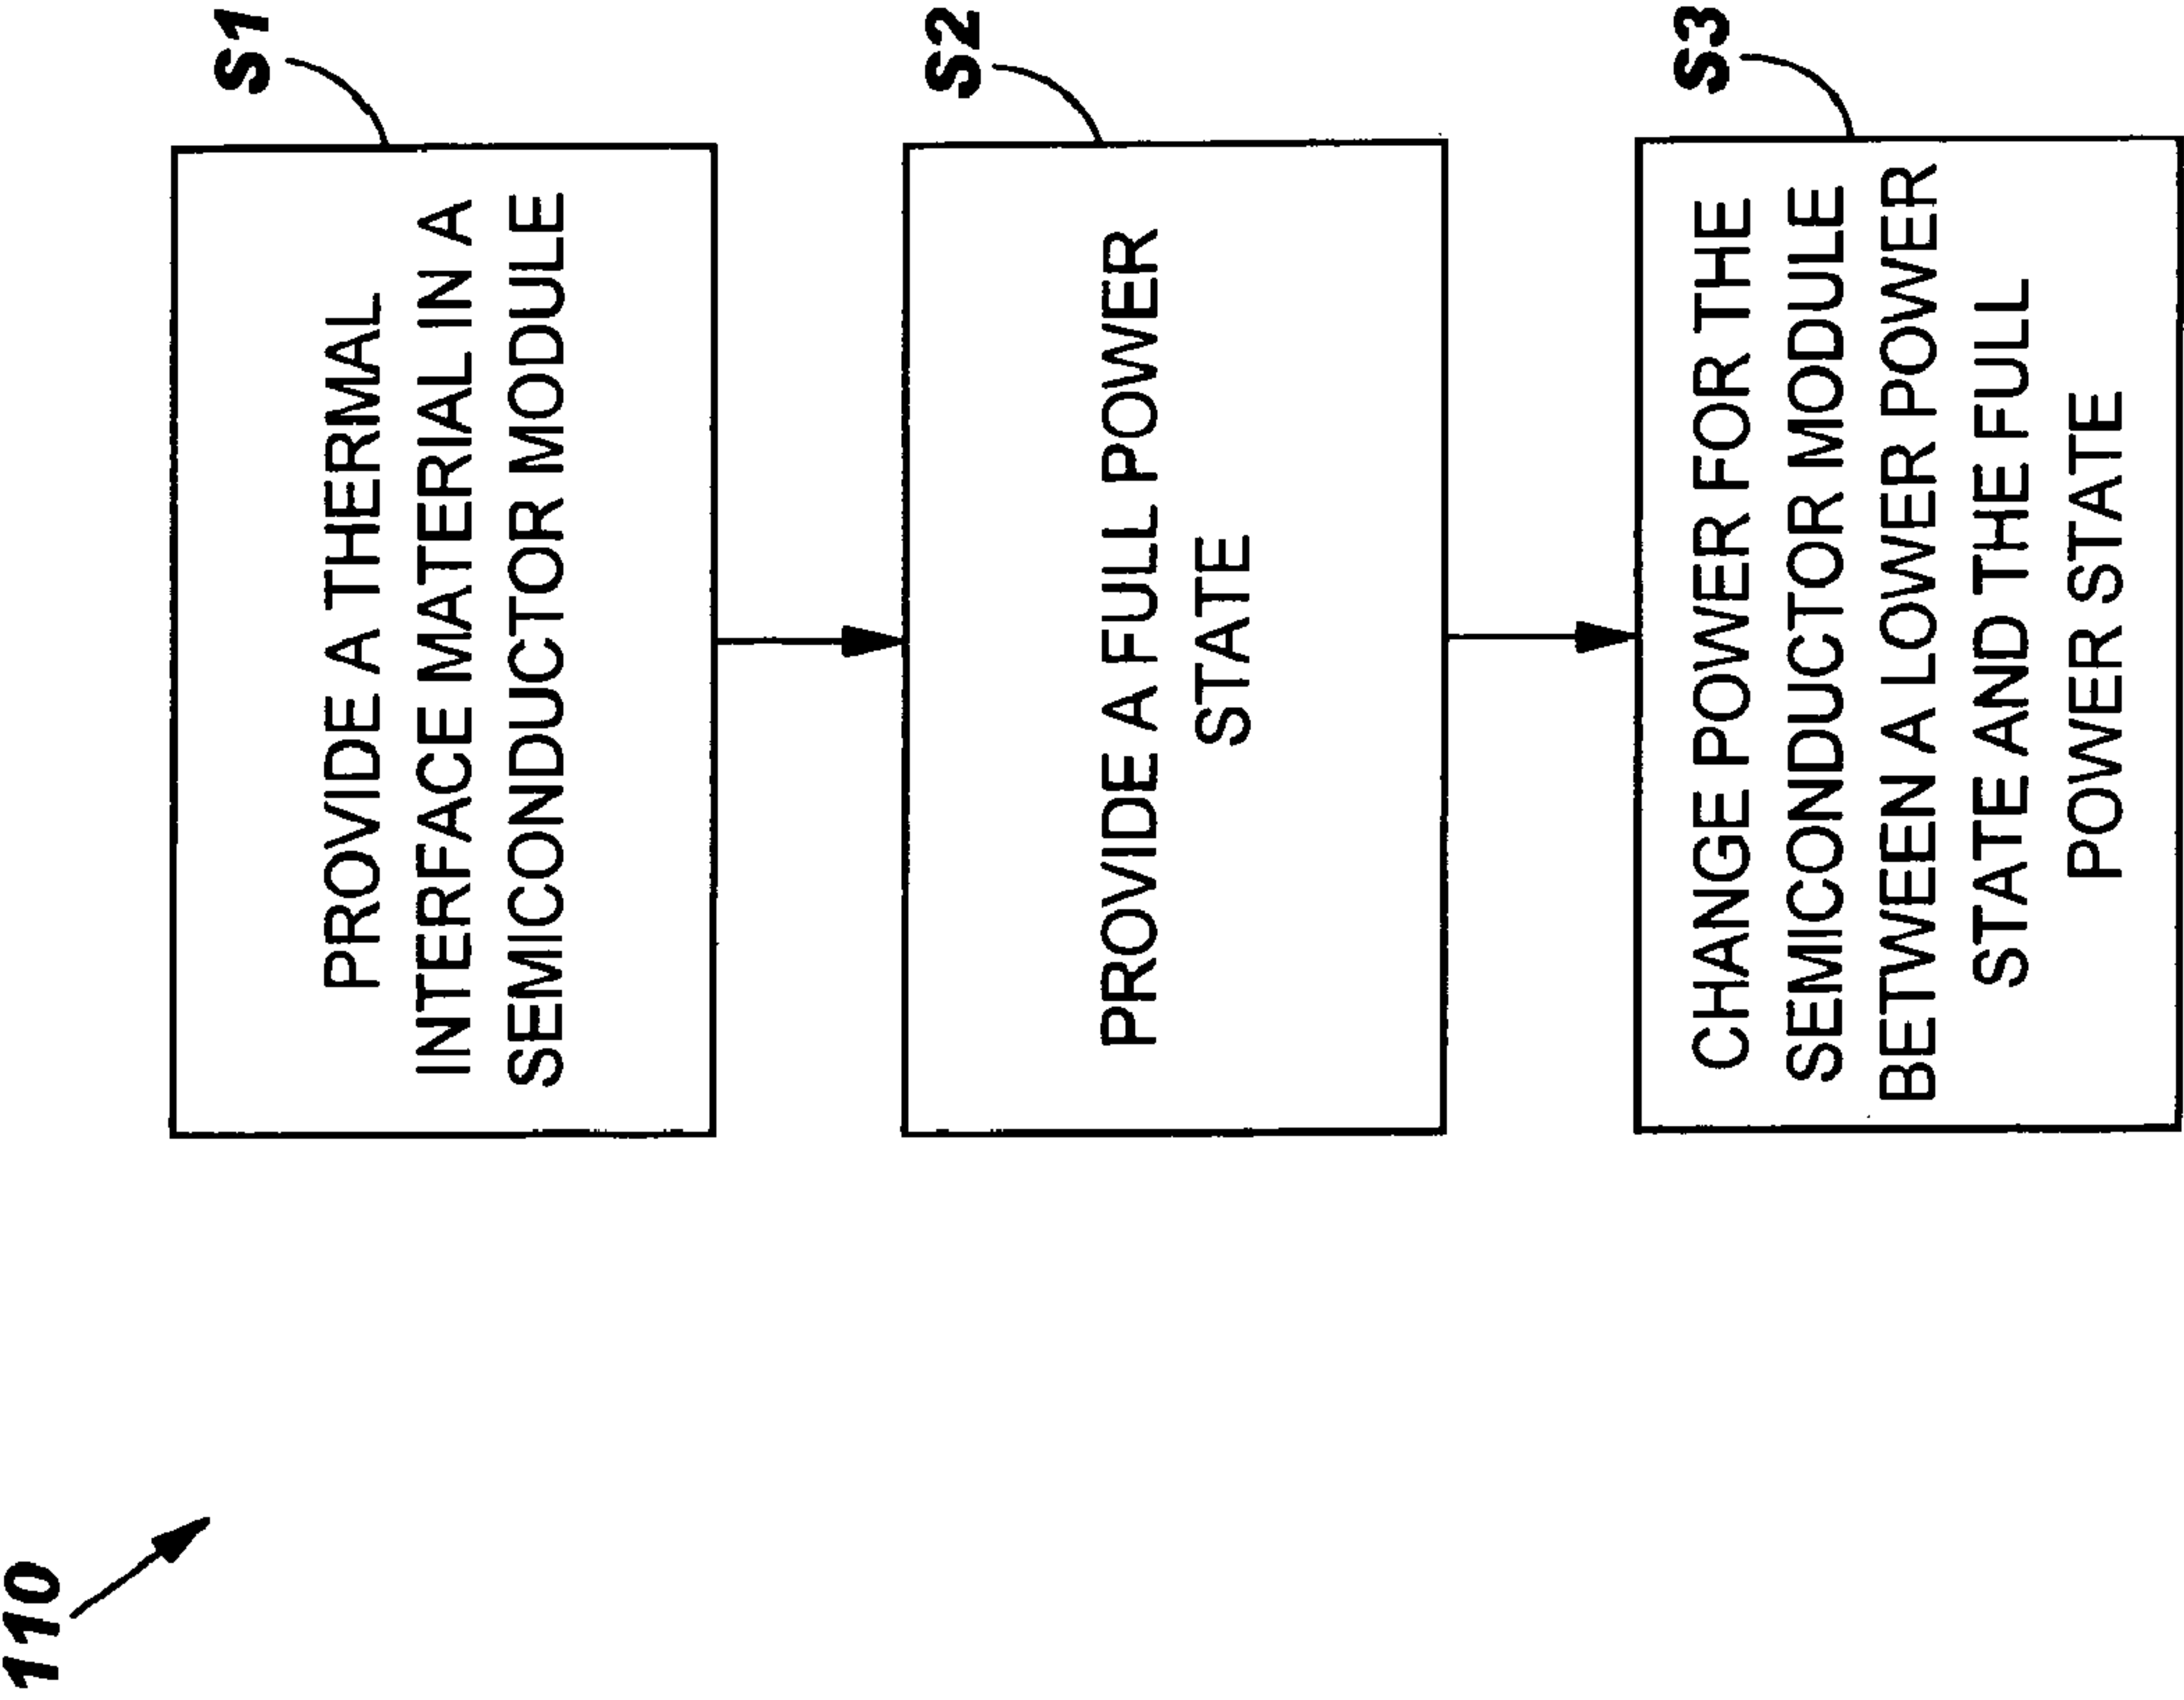 110
S1
PROVIDE A THERMAL
INTERFACE MATERIAL IN A
SEMICONDUCTOR MODULE
S2
PROVIDE A FULL POWER
STATE
S3
CHANGE POWER FOR THE
SEMICONDUCTOR MODULE
BETWEEN A LOWER POWER
STATE AND THE FULL
POWER STATE